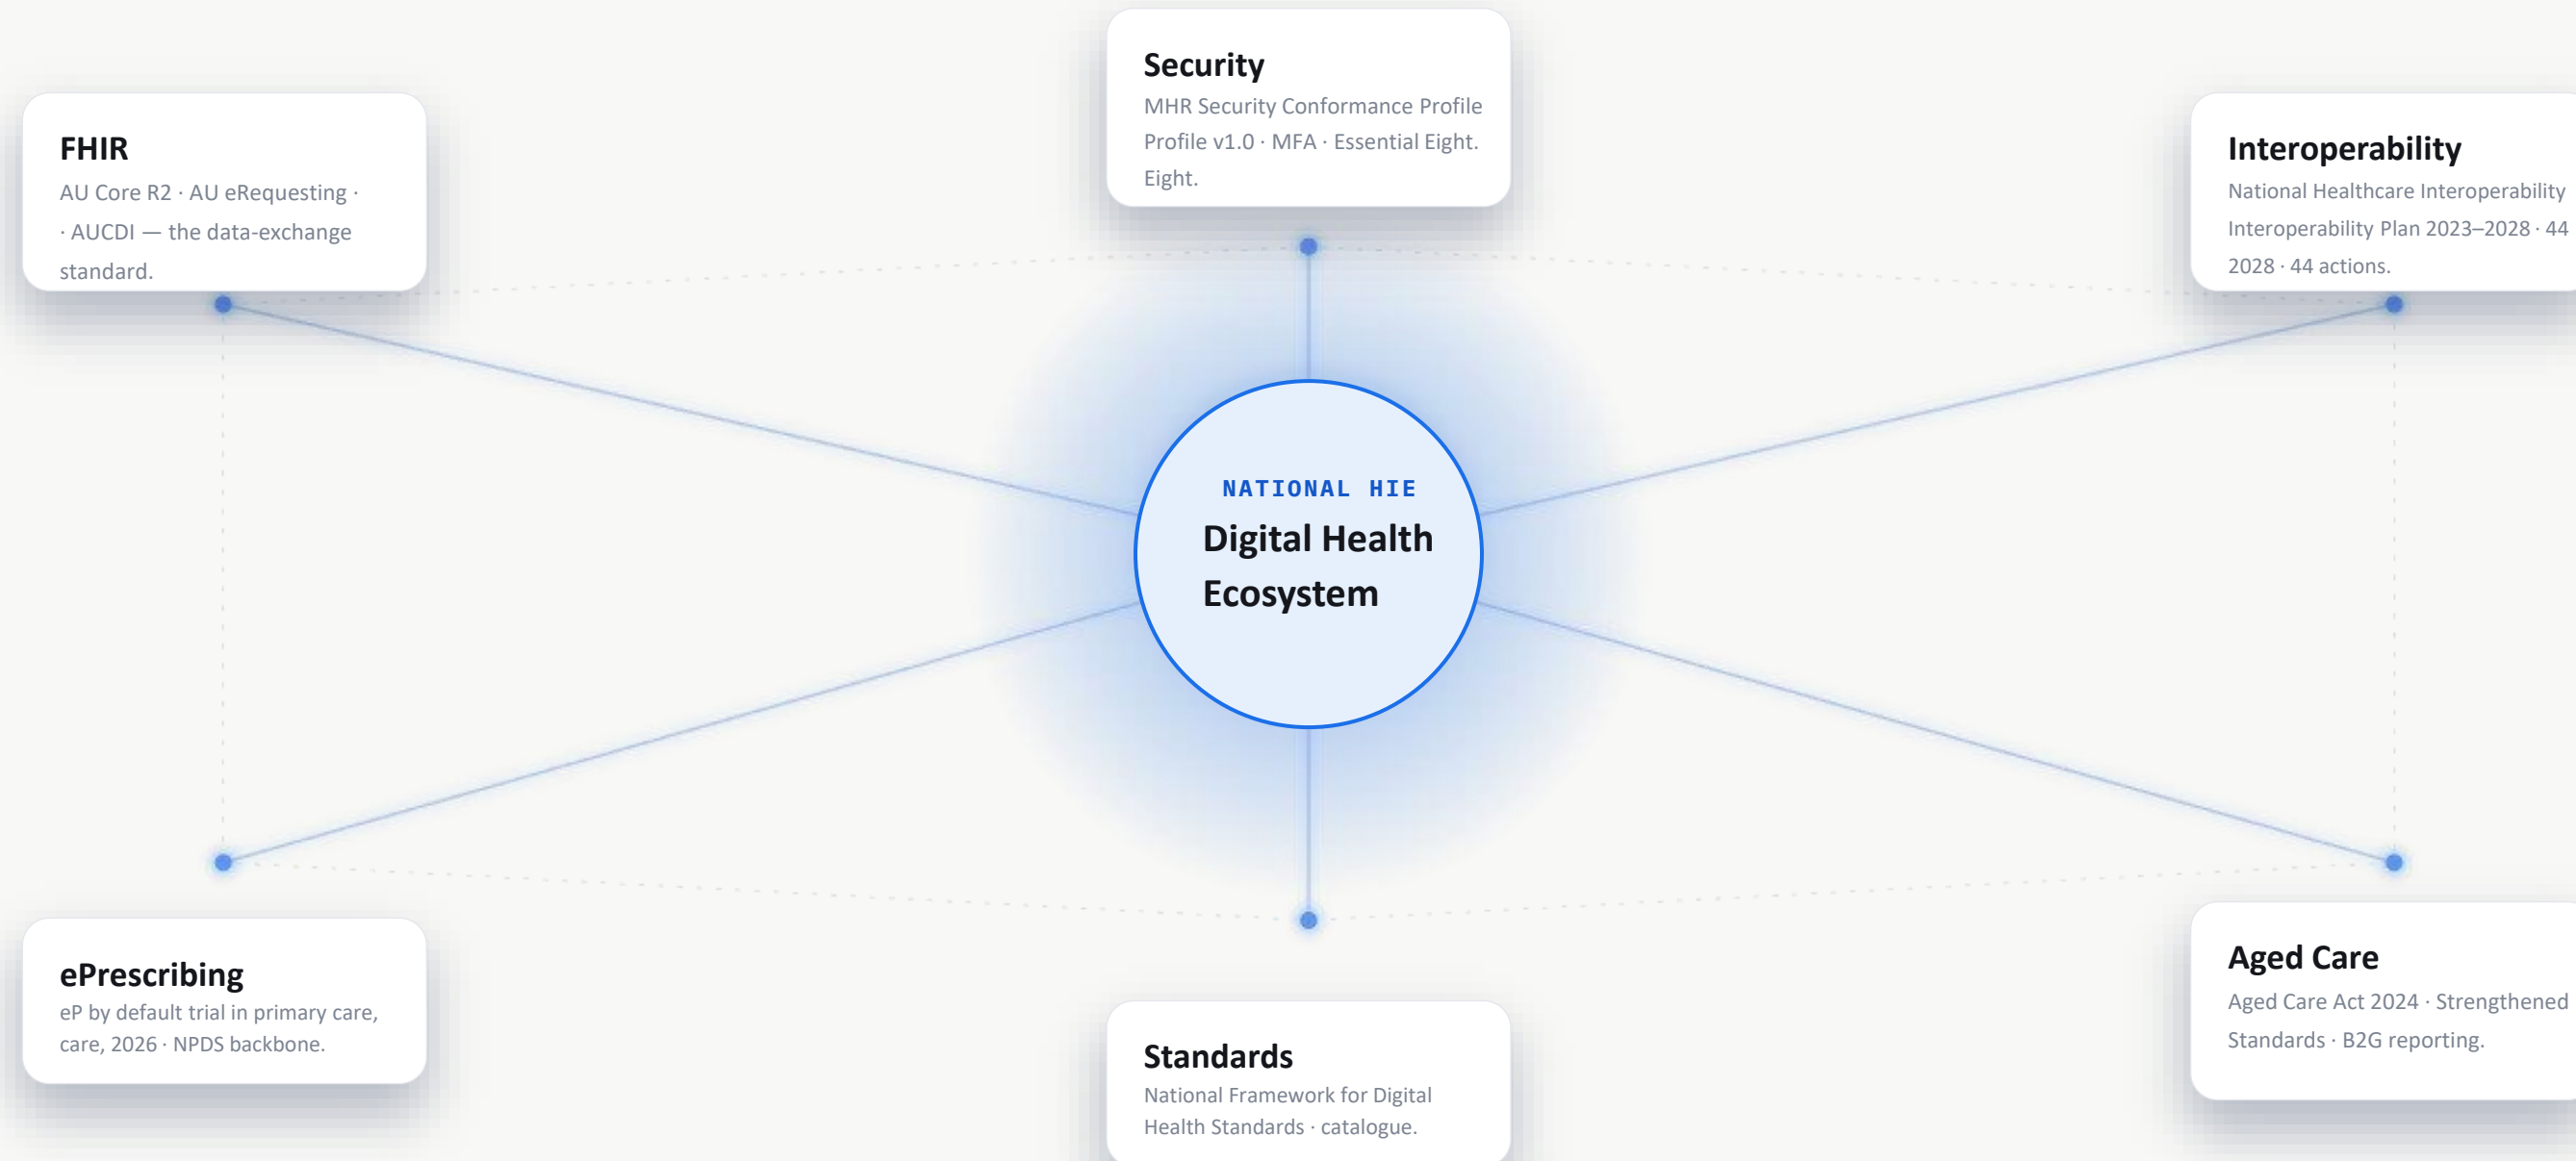 Security
MHR Security Conformance Profile
Profile v1.0 · MFA · Essential Eight.
Eight.
FHIR
AU Core R2 · AU eRequesting ·
· AUCDI — the data-exchange
standard.
Interoperability
National Healthcare Interoperability
Interoperability Plan 2023–2028 · 44
2028 · 44 actions.
NATIONAL HIE
Digital Health
Ecosystem
ePrescribing
eP by default trial in primary care,
care, 2026 · NPDS backbone.
Standards
National Framework for Digital
Health Standards · catalogue.
Aged Care
Aged Care Act 2024 · Strengthened
Standards · B2G reporting.